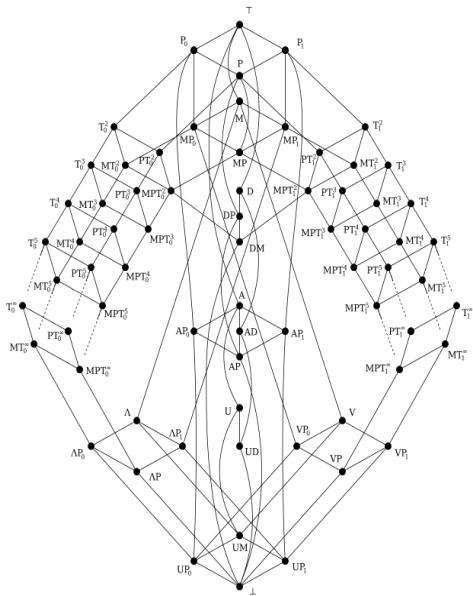 ⊤
P₀ P₁
P
M
T₀² T₁²
MP₀ MP₁
PT₀² MP PT₁²
T₀³ MT₀² MT₁² T₁³
PT₀³ MPT₀² D MPT₁² PT₁³
T₀⁴ MT₀³ MT₁³ T₁⁴
DP
PT₀⁴ MPT₀³ MPT₁³ PT₁⁴
T₀⁵ MT₀⁴ DM MT₁⁴ T₁⁵
PT₀⁵ MPT₀⁴ MPT₁⁴ PT₁⁵
MT₀⁵ MT₁⁵
A
T₀^∞ MPT₀⁵ MPT₁⁵ T₁^∞
PT₀^∞ AP₀ AD AP₁ PT₁^∞
MT₀^∞ MT₁^∞
AP
MPT₀^∞ MPT₁^∞
Λ U V
ΛP₁ VP₀
ΛP₀ UD VP₁
ΛP VP
UM
UP₀ UP₁
⊥